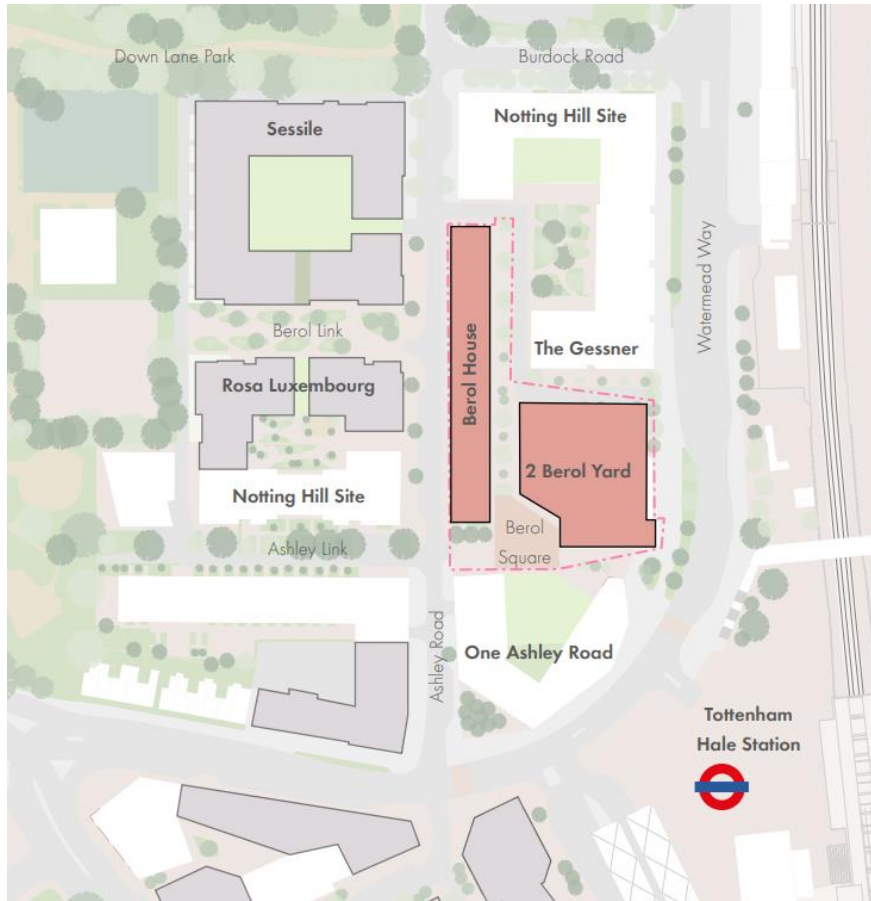 Down Lane Park
Burdock Road
Sessile
Notting Hill Site
Watermead Way
Berol Link
Berol House
The Gessner
Rosa Luxembourg
2 Berol Yard
Notting Hill Site
Berol
Square
Ashley Link
Ashley Road
One Ashley Road
Tottenham
Hale Station